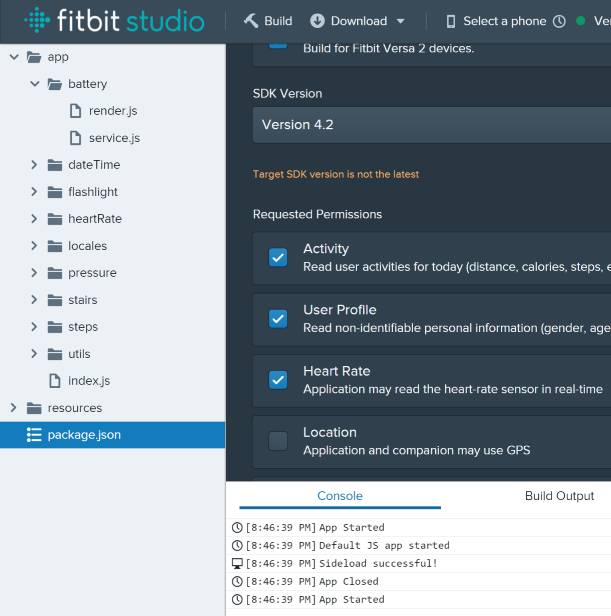 fitbit studio Build Download Select a phone Ver
app
battery
render.js
service.js
dateTime
flashlight
heartRate
locales
pressure
stairs
steps
utils
index.js
resources
package.json
Build for Fitbit Versa 2 devices.
SDK Version
Version 4.2
Target SDK version is not the latest
Requested Permissions
Activity
Read user activities for today (distance, calories, steps, e
User Profile
Read non-identifiable personal information (gender, age
Heart Rate
Application may read the heart-rate sensor in real-time
Location
Application and companion may use GPS
Console Build Output
[8:46:39 PM] App Started
[8:46:39 PM] Default JS app started
[8:46:39 PM] Sideload successful!
[8:46:39 PM] App Closed
[8:46:39 PM] App Started